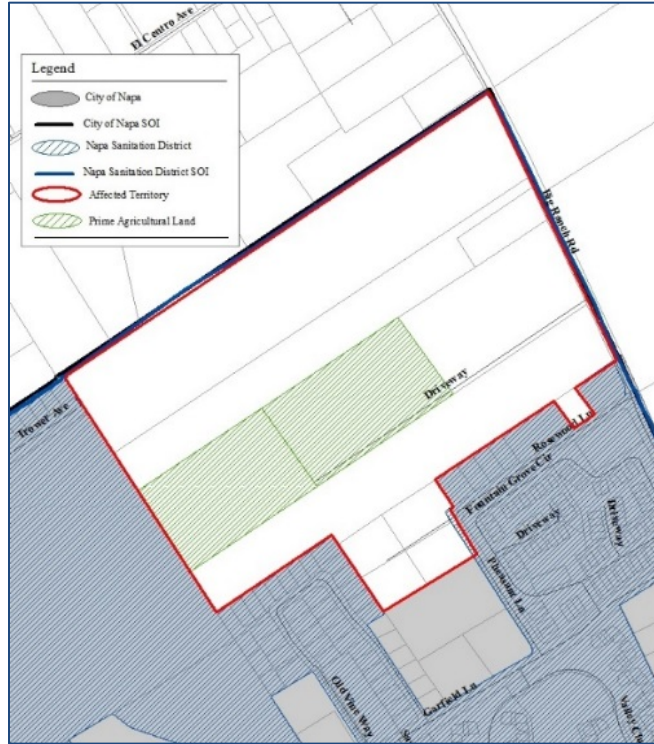 El Centro Ave
Legend
City of Napa
City of Napa SOI
Napa Sanitation District
Napa Sanitation District SOI
Affected Territory
Prime Agricultural Land
Big Ranch Rd
Driveway
Trower Ave
Rosewood Ln
Fountain Grove Cir
Driveway
Driveway
Pheasant Ln
Old Vine Way
Garfield Ln
Valley